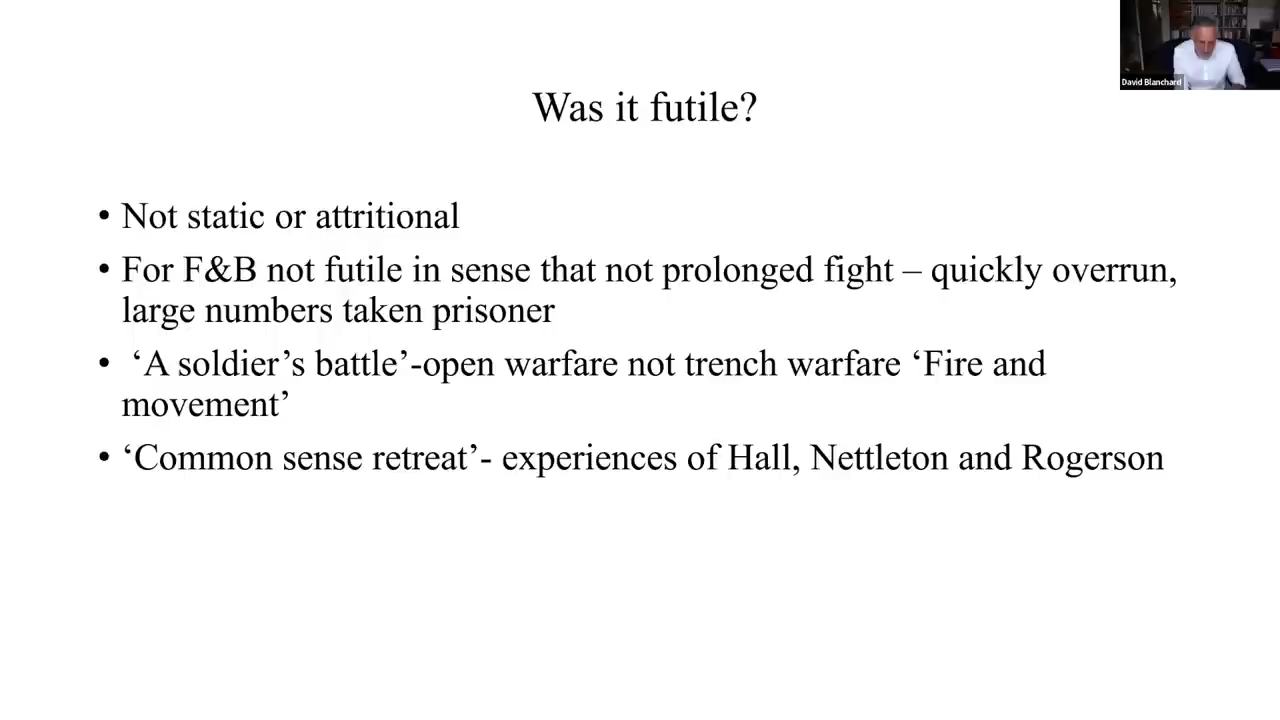 David Blanchard
Was it futile?
• Not static or attritional
• For F&B not futile in sense that not prolonged fight – quickly overrun,
large numbers taken prisoner
• ‘A soldier’s battle’-open warfare not trench warfare ‘Fire and
movement’
• ‘Common sense retreat’- experiences of Hall, Nettleton and Rogerson